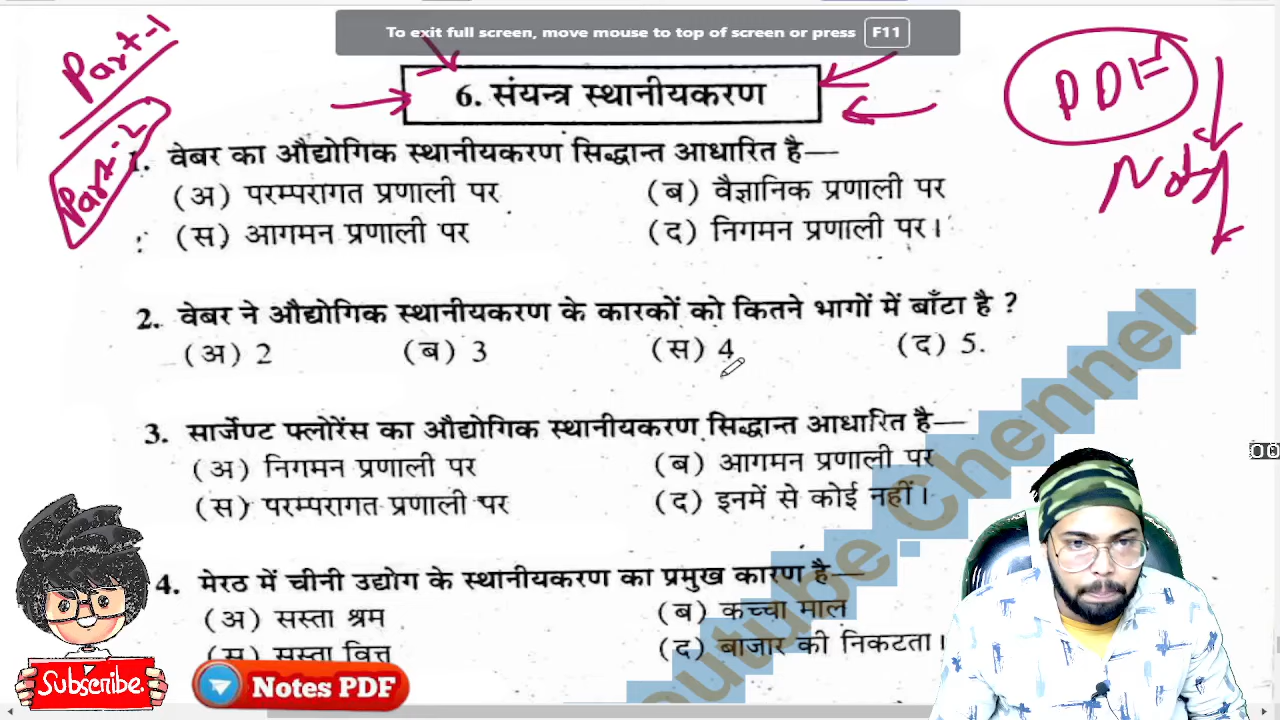 To exit full screen, move mouse to top of screen or press F11
Part-1
Part-2
PDF
6. संयन्त्र स्थानीयकरण
1. वेबर का औद्योगिक स्थानीयकरण सिद्धान्त आधारित है—
(अ) परम्परागत प्रणाली पर (ब) वैज्ञानिक प्रणाली पर
(स) आगमन प्रणाली पर (द) निगमन प्रणाली पर।
2. वेबर ने औद्योगिक स्थानीयकरण के कारकों को कितने भागों में बाँटा है ?
(अ) 2 (ब) 3 (स) 4 (द) 5.
3. सार्जेण्ट फ्लोरेंस का औद्योगिक स्थानीयकरण सिद्धान्त आधारित है—
(अ) निगमन प्रणाली पर (ब) आगमन प्रणाली पर
(स) परम्परागत प्रणाली पर (द) इनमें से कोई नहीं।
4. मेरठ में चीनी उद्योग के स्थानीयकरण का प्रमुख कारण है—
(अ) सस्ता श्रम (ब) कच्चा माल
(स) सस्ता वित्त (द) बाजार की निकटता।
outube Chennel
Subscribe.
Notes PDF